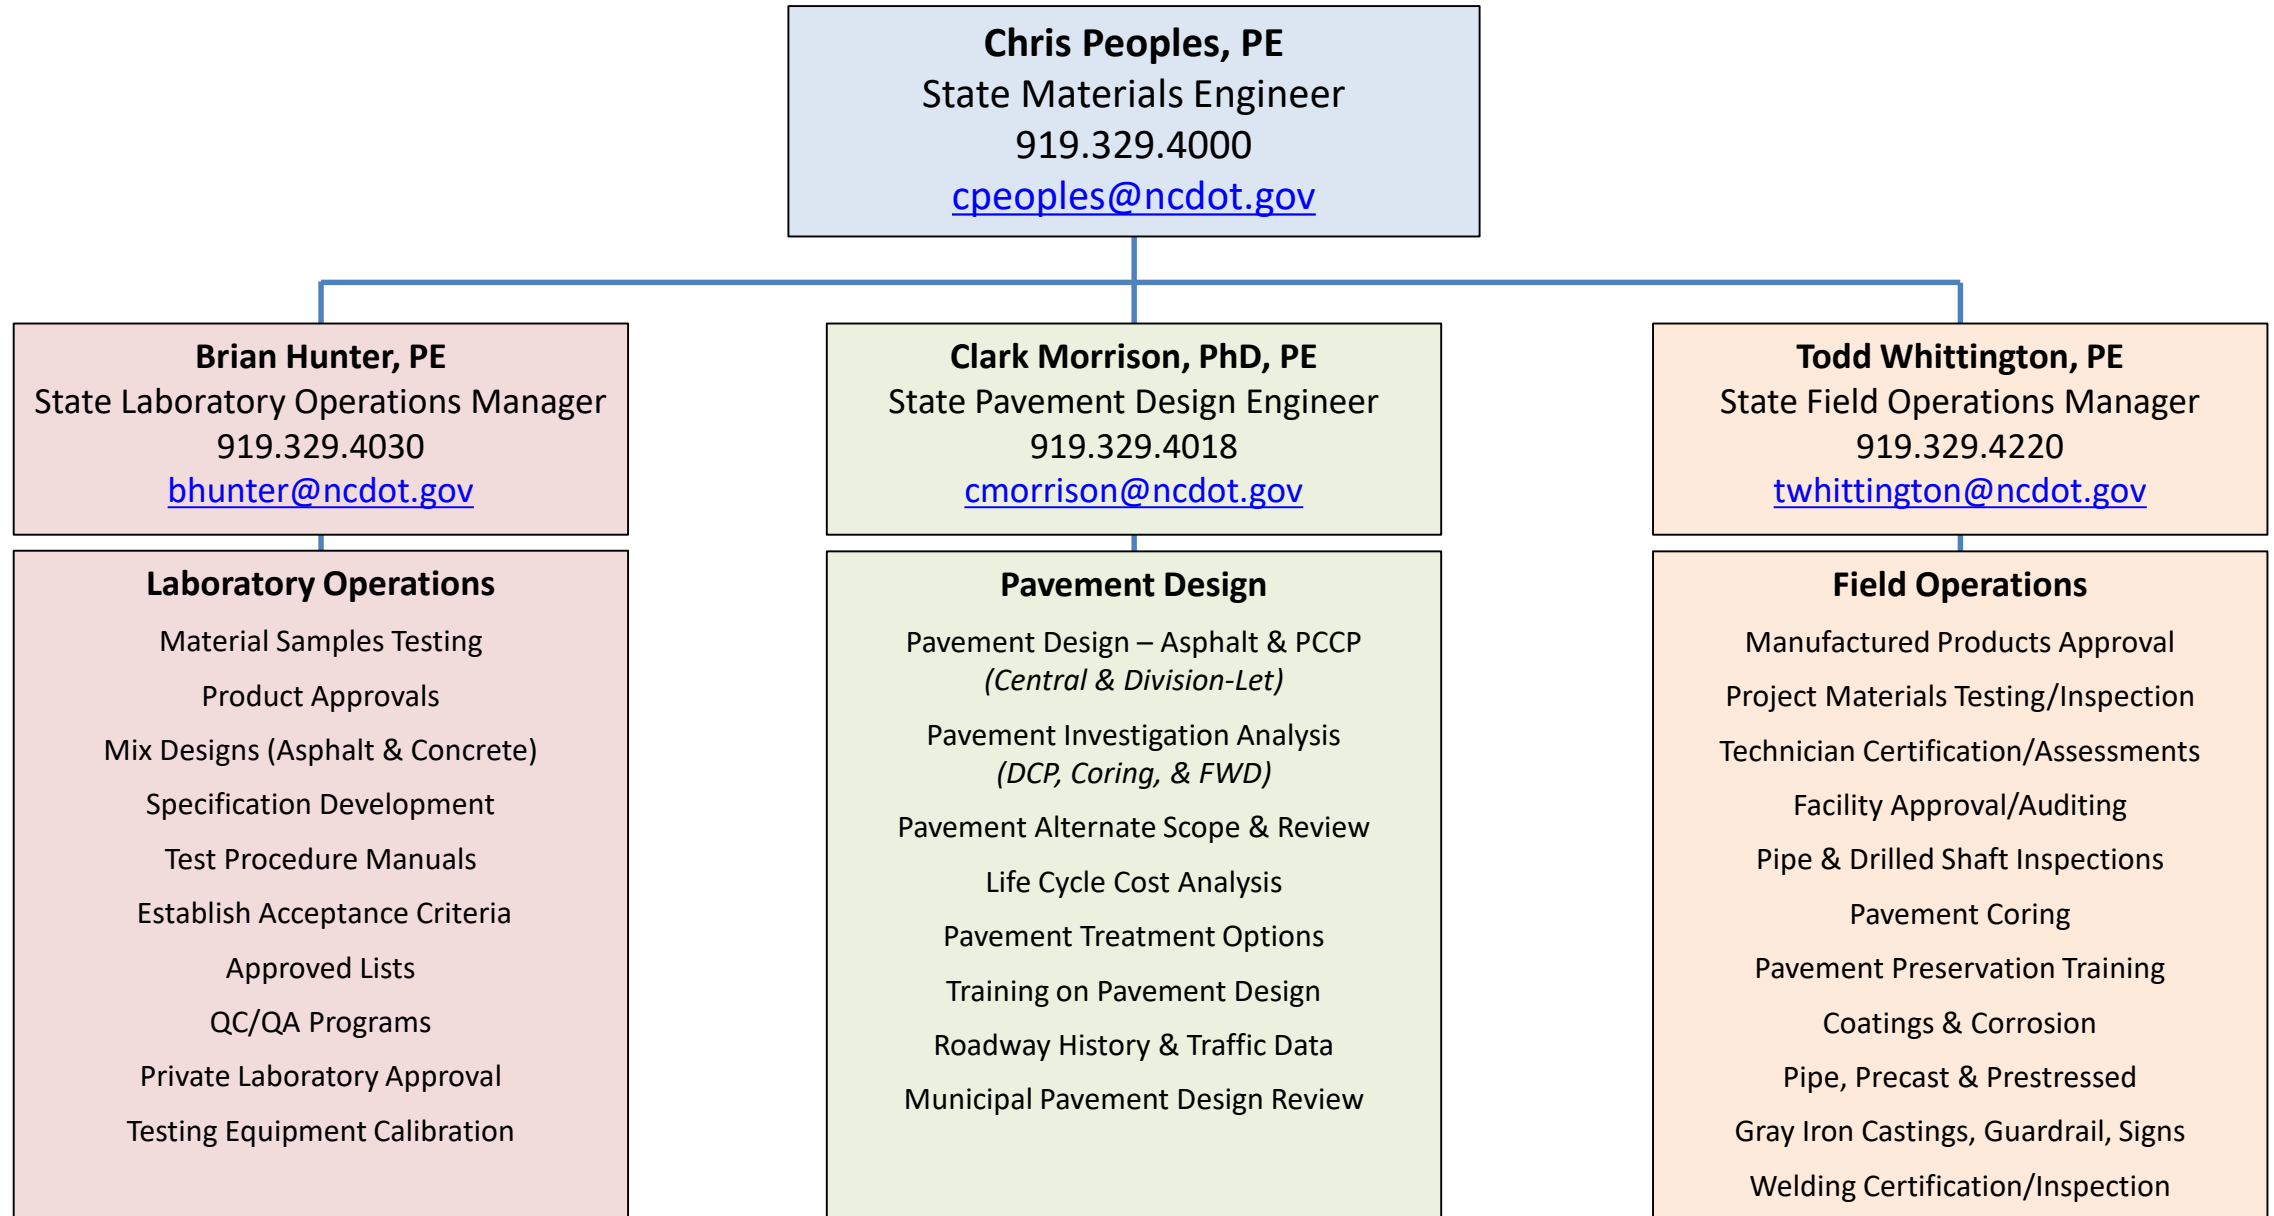 Chris Peoples, PE
State Materials Engineer
919.329.4000
cpeoples@ncdot.gov
Brian Hunter, PE
State Laboratory Operations Manager
919.329.4030
bhunter@ncdot.gov
Clark Morrison, PhD, PE
State Pavement Design Engineer
919.329.4018
cmorrison@ncdot.gov
Todd Whittington, PE
State Field Operations Manager
919.329.4220
twhittington@ncdot.gov
Laboratory Operations
Material Samples Testing
Product Approvals
Mix Designs (Asphalt & Concrete)
Specification Development
Test Procedure Manuals
Establish Acceptance Criteria
Approved Lists
QC/QA Programs
Private Laboratory Approval
Testing Equipment Calibration
Pavement Design
Pavement Design – Asphalt & PCCP
(Central & Division-Let)
Pavement Investigation Analysis
(DCP, Coring, & FWD)
Pavement Alternate Scope & Review
Life Cycle Cost Analysis
Pavement Treatment Options
Training on Pavement Design
Roadway History & Traffic Data
Municipal Pavement Design Review
Field Operations
Manufactured Products Approval
Project Materials Testing/Inspection
Technician Certification/Assessments
Facility Approval/Auditing
Pipe & Drilled Shaft Inspections
Pavement Coring
Pavement Preservation Training
Coatings & Corrosion
Pipe, Precast & Prestressed
Gray Iron Castings, Guardrail, Signs
Welding Certification/Inspection